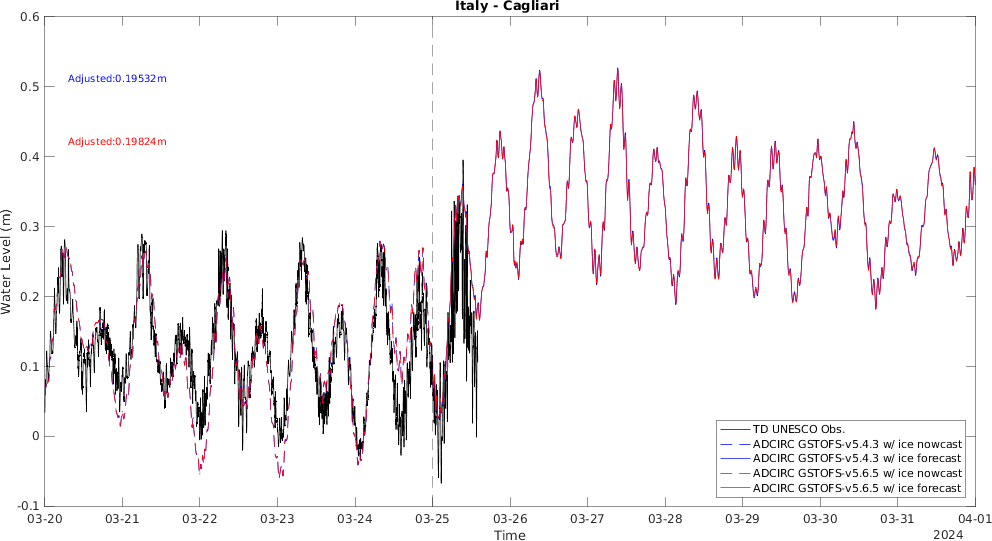 Italy - Cagliari
0.6
0.5
0.4
0.3
0.2
0.1
0
-0.1
Water Level (m)
Adjusted:0.19532m
Adjusted:0.19824m
TD UNESCO Obs.
ADCIRC GSTOFS-v5.4.3 w/ ice nowcast
ADCIRC GSTOFS-v5.4.3 w/ ice forecast
ADCIRC GSTOFS-v5.6.5 w/ ice nowcast
ADCIRC GSTOFS-v5.6.5 w/ ice forecast
03-20 03-21 03-22 03-23 03-24 03-25 03-26 03-27 03-28 03-29 03-30 03-31 04-01
Time
2024